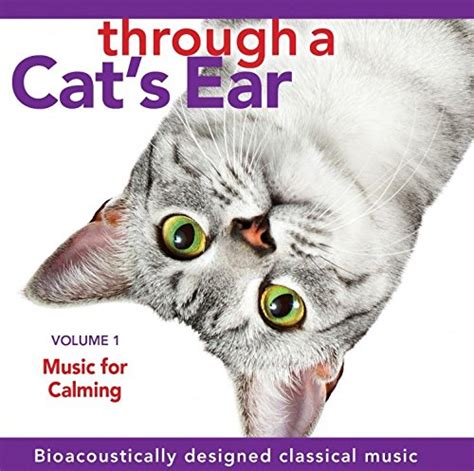 through a
Cat's Ear
VOLUME 1
Music for
Calming
Bioacoustically designed classical music